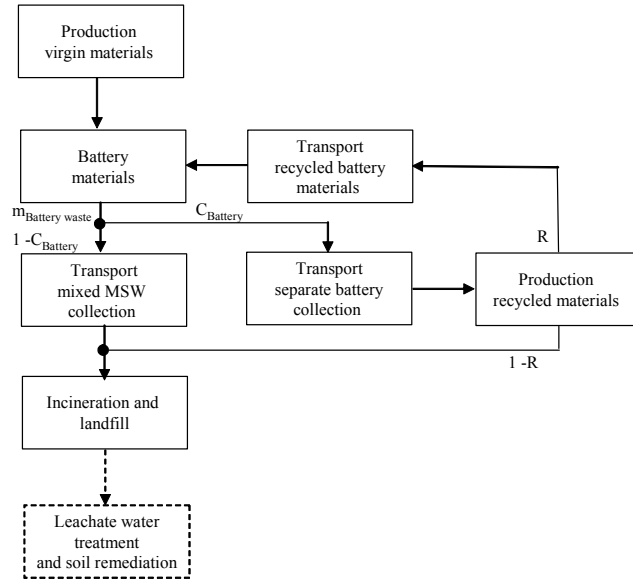 Production
virgin materials
Battery
materials
Transport
recycled battery
materials
m_Battery waste
C_Battery
1 -C_Battery
R
Transport
mixed MSW
collection
Transport
separate battery
collection
Production
recycled materials
1 -R
Incineration and
landfill
Leachate water
treatment
and soil remediation